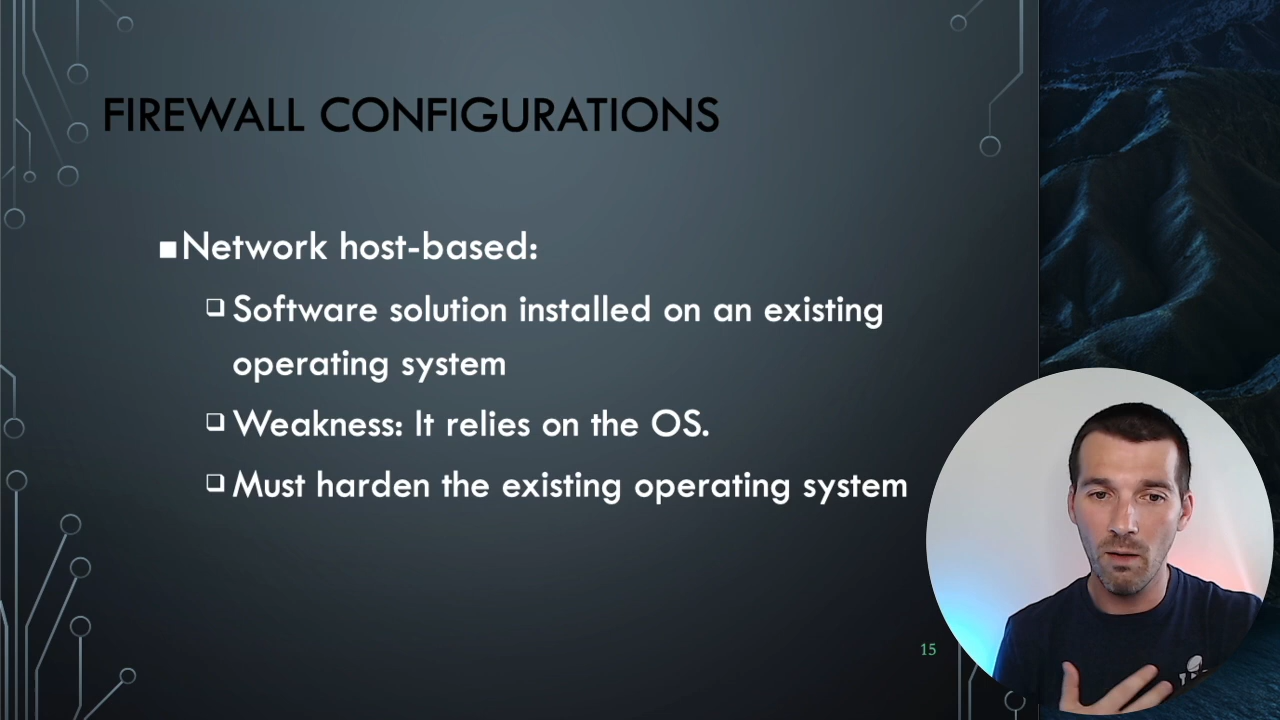 FIREWALL CONFIGURATIONS
Network host-based:
Software solution installed on an existing
operating system
Weakness: It relies on the OS.
Must harden the existing operating system
15